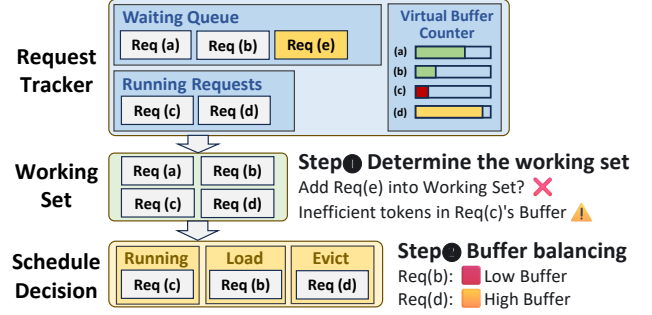 Request Tracker
Waiting Queue
Req (a) Req (b) Req (e)
Running Requests
Req (c) Req (d)
Virtual Buffer Counter
(a)
(b)
(c)
(d)
Working Set
Req (a) Req (b)
Req (c) Req (d)
Step❶ Determine the working set
Add Req(e) into Working Set? ❌
Inefficient tokens in Req(c)'s Buffer ⚠
Schedule Decision
Running Load Evict
Req (c) Req (b) Req (d)
Step❷ Buffer balancing
Req(b): Low Buffer
Req(d): High Buffer